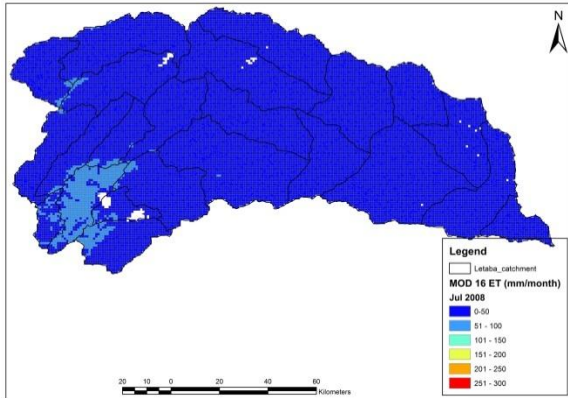 N
Legend
Letaba_catchment
MOD 16 ET (mm/month)
Jul 2008
0-50
51 - 100
101 - 150
151 - 200
201 - 250
251 - 300
20 10 0 20 40 60
Kilometers